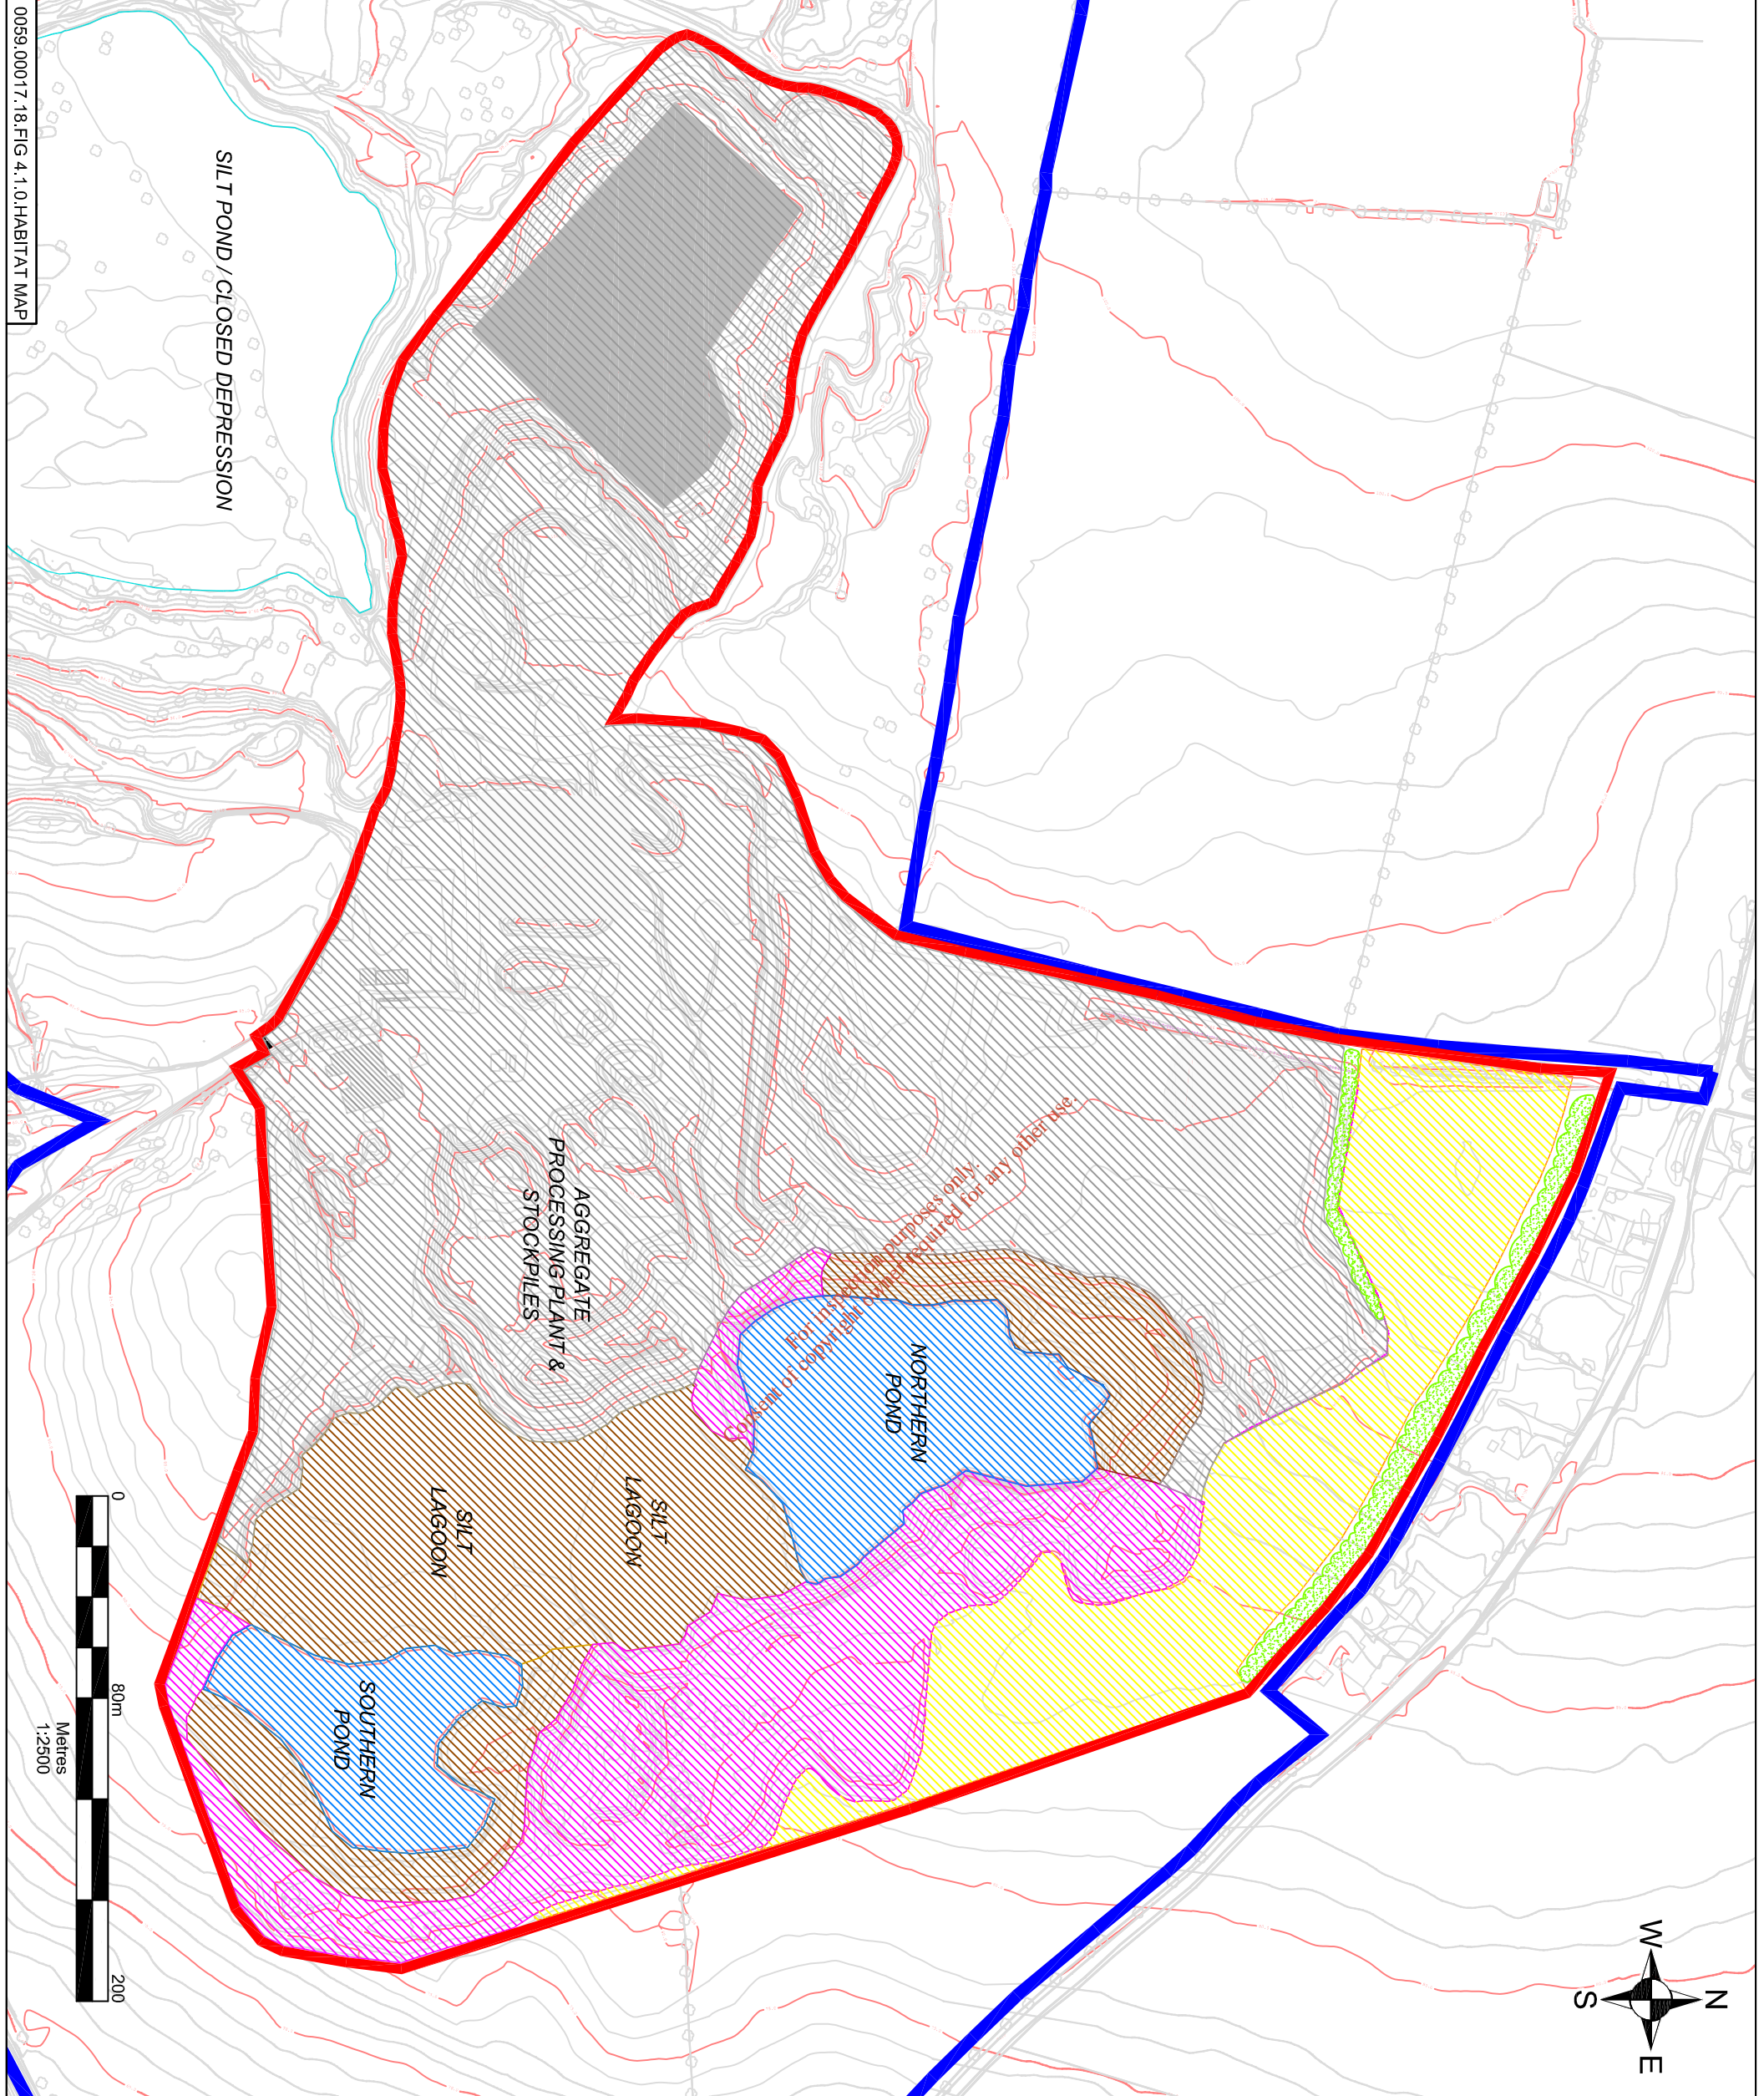 0059.00017.18.FIG 4.1.0.HABITAT MAP
SILT POND / CLOSED DEPRESSION
AGGREGATE
PROCESSING PLANT &
STOCKPILES
NORTHERN
POND
SILT
LAGOON
SILT
LAGOON
SOUTHERN
POND
For inspection purposes only.
Consent of copyright owner required for any other use.
0
80m
200
Metres
1:2500
N
W
E
S